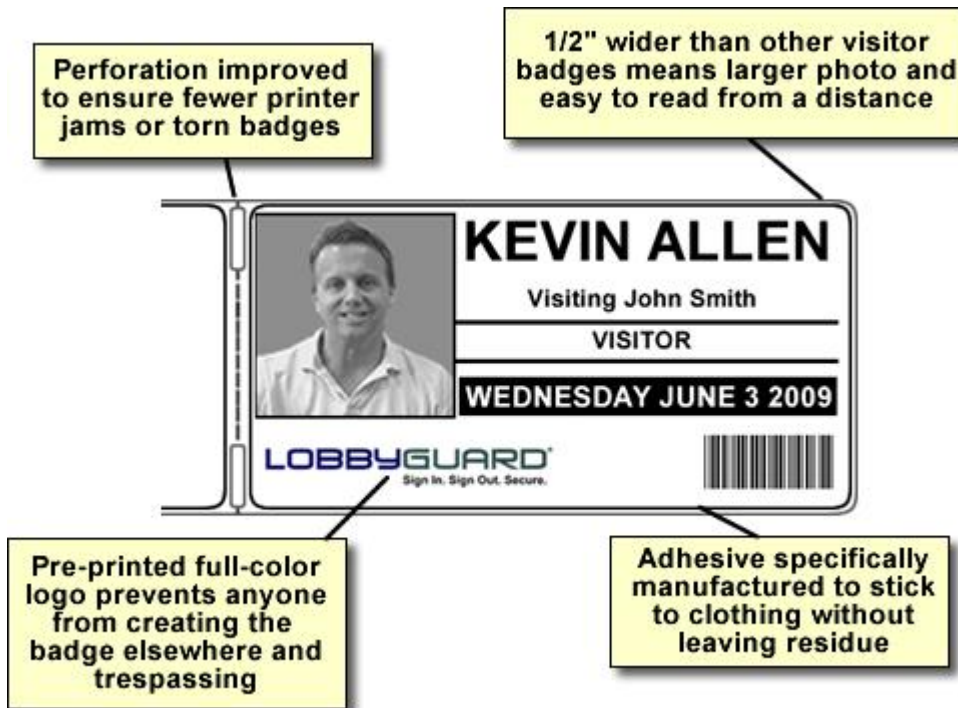 Perforation improved
to ensure fewer printer
jams or torn badges
1/2" wider than other visitor
badges means larger photo and
easy to read from a distance
KEVIN ALLEN
Visiting John Smith
VISITOR
WEDNESDAY JUNE 3 2009
LOBBYGUARD
Sign In. Sign Out. Secure.
Pre-printed full-color
logo prevents anyone
from creating the
badge elsewhere and
trespassing
Adhesive specifically
manufactured to stick
to clothing without
leaving residue